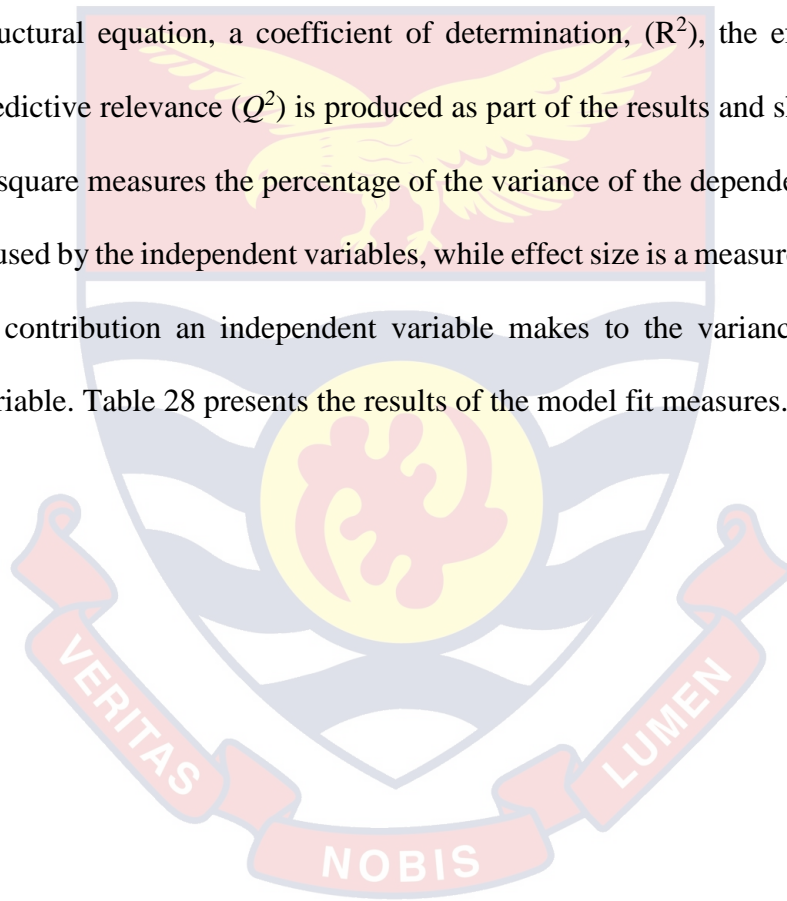 uctural equation, a coefficient of determination, (R²), the e
edictive relevance (Q²) is produced as part of the results and s
square measures the percentage of the variance of the depende
used by the independent variables, while effect size is a measure
contribution an independent variable makes to the varianc
riable. Table 28 presents the results of the model fit measures.
VERITAS
NOBIS
LUMEN